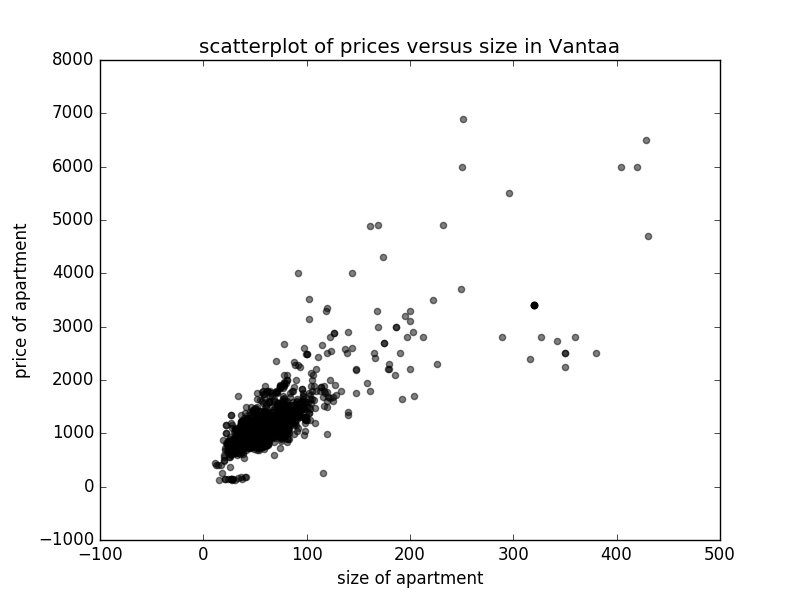 scatterplot of prices versus size in Vantaa
8000
7000
6000
5000
4000
3000
2000
1000
0
−1000
price of apartment
−100 0 100 200 300 400 500
size of apartment